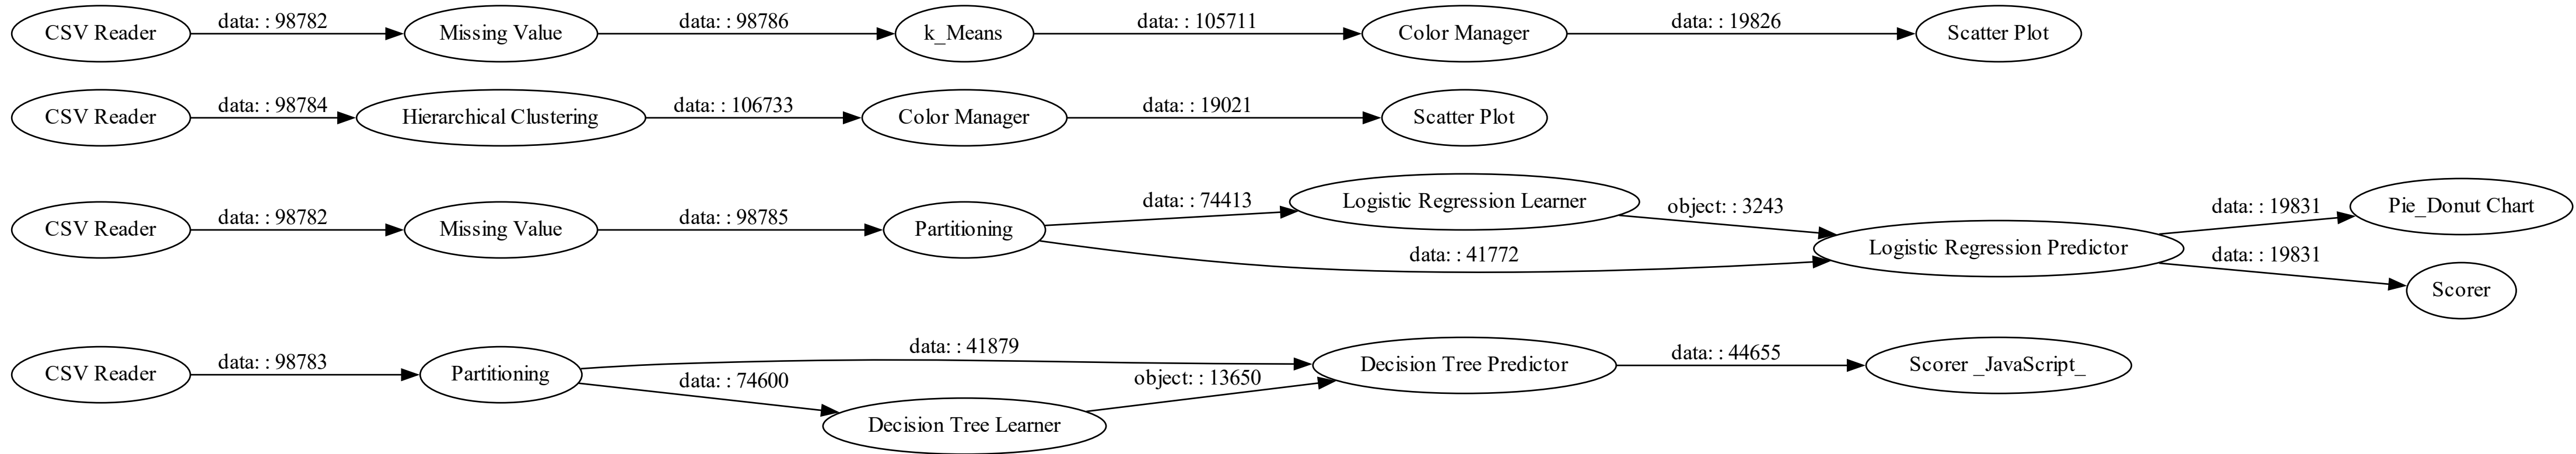 CSV Reader data: : 98782 Missing Value data: : 98786 k_Means data: : 105711 Color Manager data: : 19826 Scatter Plot
CSV Reader data: : 98784 Hierarchical Clustering data: : 106733 Color Manager data: : 19021 Scatter Plot
CSV Reader data: : 98782 Missing Value data: : 98785 Partitioning
data: : 74413 Logistic Regression Learner object: : 3243
data: : 41772 Logistic Regression Predictor
data: : 19831 Pie_Donut Chart
data: : 19831 Scorer
CSV Reader data: : 98783 Partitioning
data: : 41879 Decision Tree Predictor data: : 44655 Scorer _JavaScript_
data: : 74600 Decision Tree Learner object: : 13650